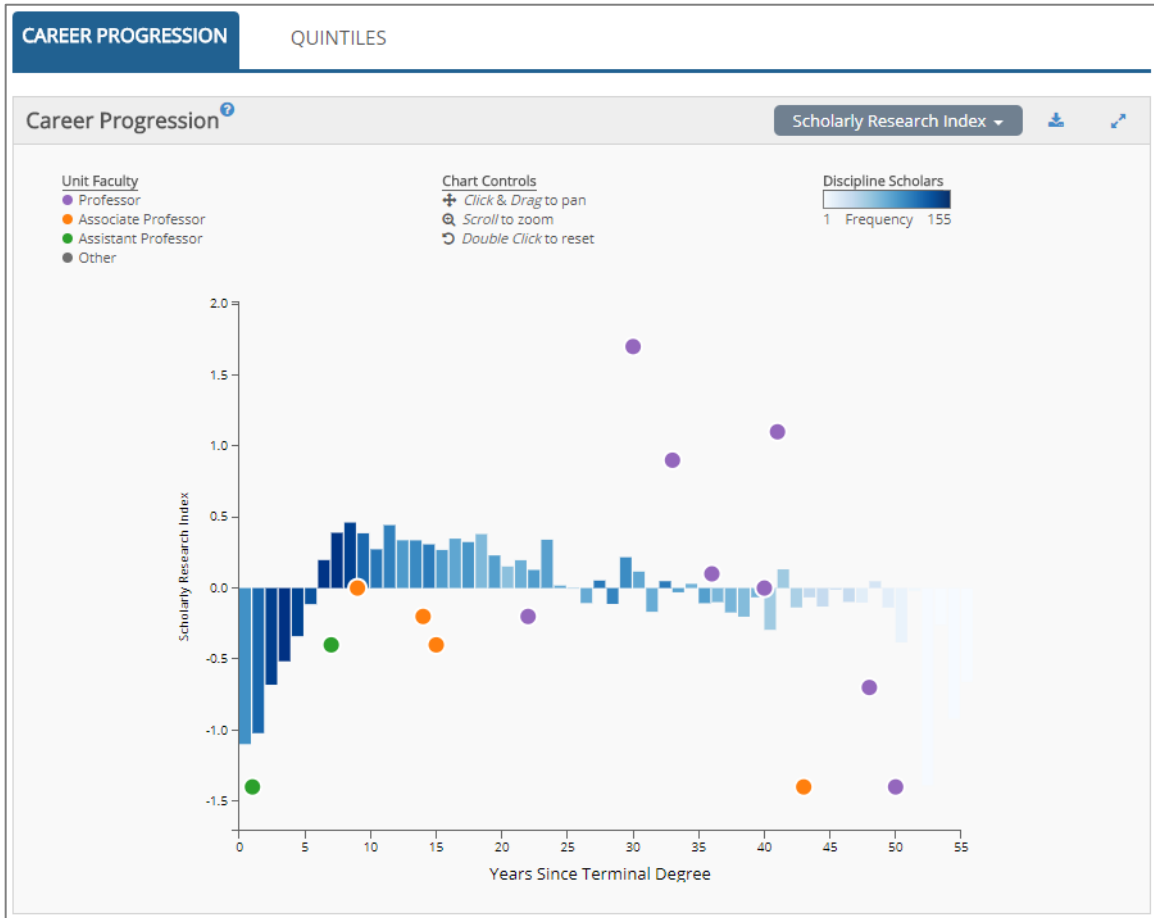 CAREER PROGRESSION
QUINTILES
Career Progression
?
Scholarly Research Index
Unit Faculty
Professor
Associate Professor
Assistant Professor
Other
Chart Controls
Click & Drag to pan
Scroll to zoom
Double Click to reset
Discipline Scholars
1 Frequency 155
2.0
1.5
1.0
0.5
0.0
-0.5
-1.0
-1.5
Scholarly Research Index
0 5 10 15 20 25 30 35 40 45 50 55
Years Since Terminal Degree